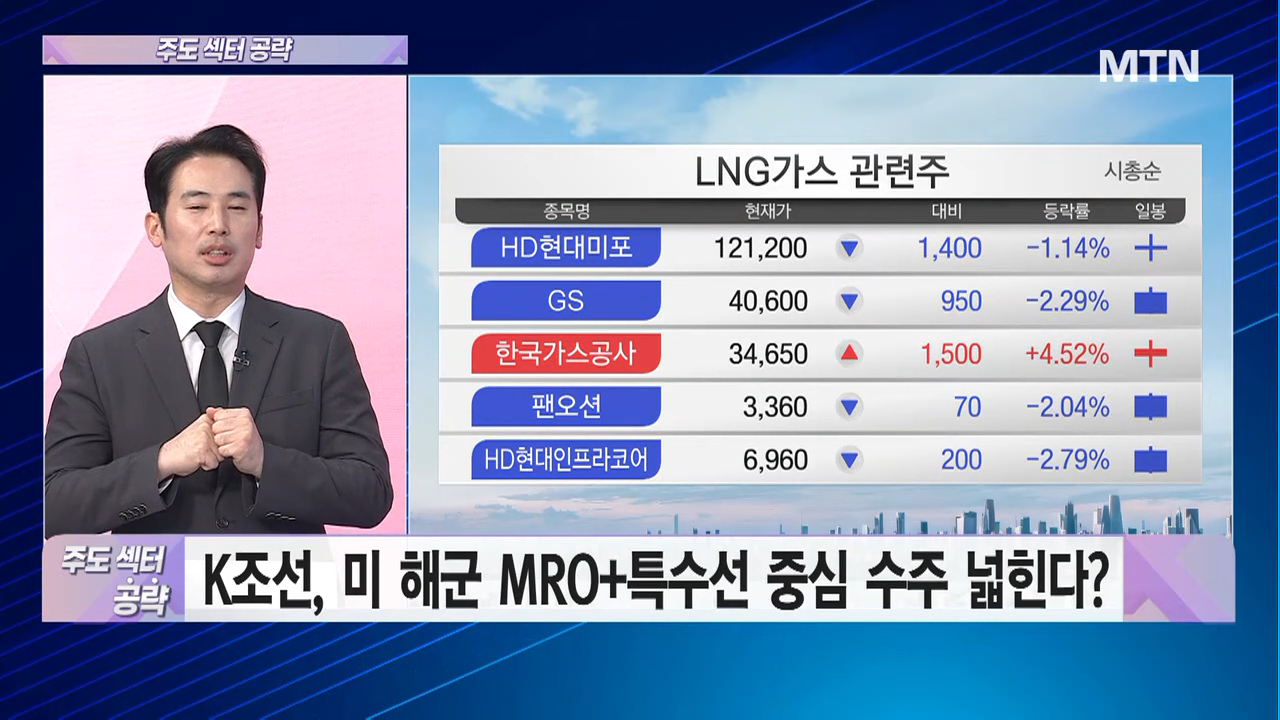 주도 섹터 공략
MTN
LNG가스 관련주
시총순
종목명 현재가 대비 등락률 일봉
HD현대미포 121,200 ▼ 1,400 -1.14%
GS 40,600 ▼ 950 -2.29%
한국가스공사 34,650 ▲ 1,500 +4.52%
팬오션 3,360 ▼ 70 -2.04%
HD현대인프라코어 6,960 ▼ 200 -2.79%
주도 섹터
공략
K조선, 미 해군 MRO+특수선 중심 수주 넓힌다?